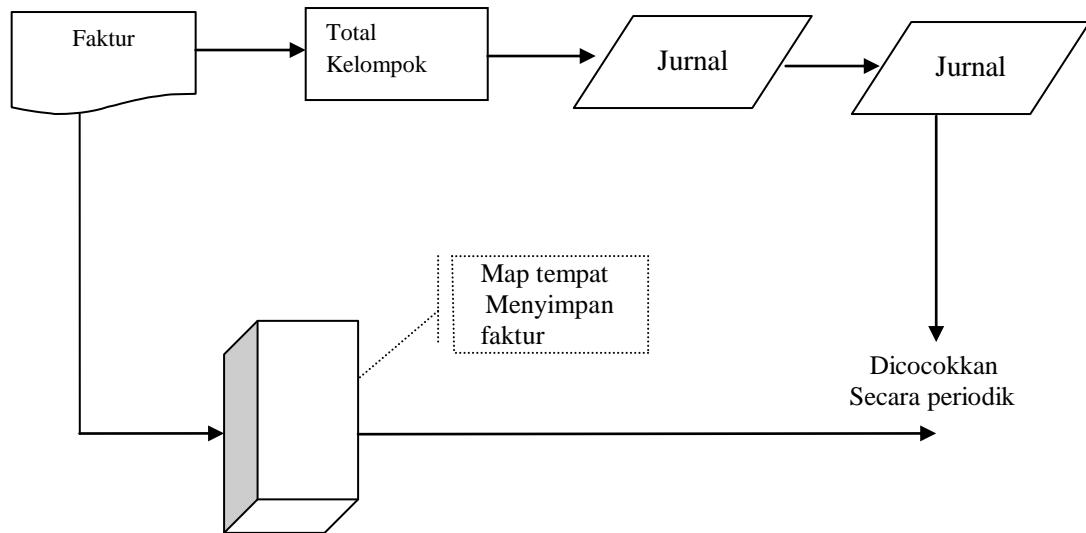 Faktur
Total
Kelompok
Jurnal
Jurnal
Map tempat
Menyimpan
faktur
Dicocokkan
Secara periodik